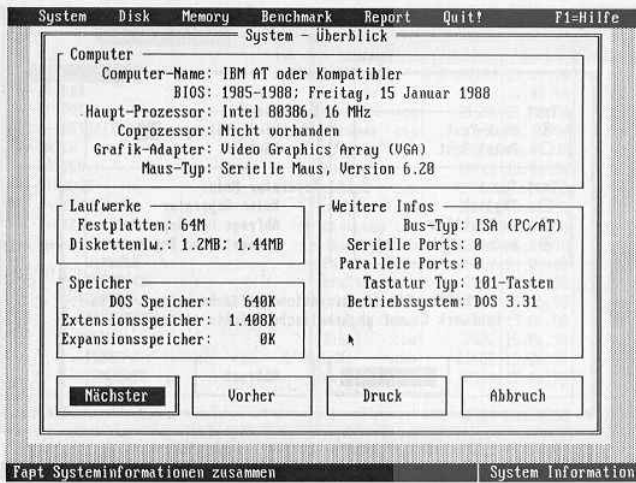 System Disk Memory Benchmark Report Quit! F1=Hilfe
System - Überblick
Computer
Computer-Name: IBM AT oder Kompatibler
BIOS: 1985-1988; Freitag, 15 Januar 1988
Haupt-Prozessor: Intel 80386, 16 MHz
Coprozessor: Nicht vorhanden
Grafik-Adapter: Video Graphics Array (VGA)
Maus-Typ: Serielle Maus, Version 6.20
Laufwerke
Festplatten: 64M
Diskettenlw.: 1.2MB; 1.44MB
Speicher
DOS Speicher: 640K
Extensionsspeicher: 1.408K
Expansionsspeicher: 0K
Weitere Infos
Bus-Typ: ISA (PC/AT)
Serielle Ports: 0
Parallele Ports: 0
Tastatur Typ: 101-Tasten
Betriebssystem: DOS 3.31
Nächster Vorher Druck Abbruch
Fapt Systeminformationen zusammen System Information